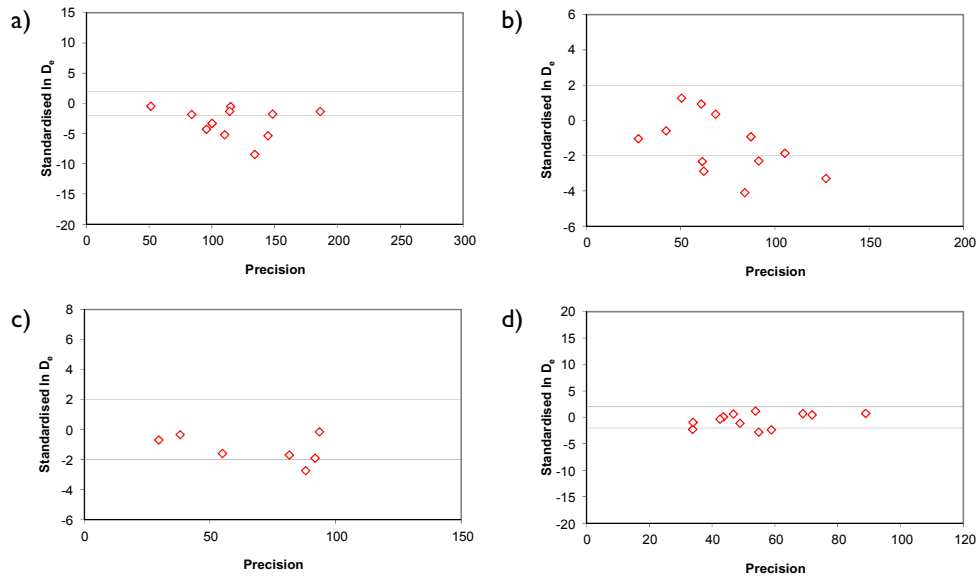 a)
15
10
5
0
-5
-10
-15
-20
Standardised ln Dₑ
0 50 100 150 200 250 300
Precision
b)
6
4
2
0
-2
-4
-6
Standardised ln Dₑ
0 50 100 150 200
Precision
c)
8
6
4
2
0
-2
-4
-6
Standardised ln Dₑ
0 50 100 150
Precision
d)
20
15
10
5
0
-5
-10
-15
-20
Standardised ln Dₑ
0 20 40 60 80 100 120
Precision